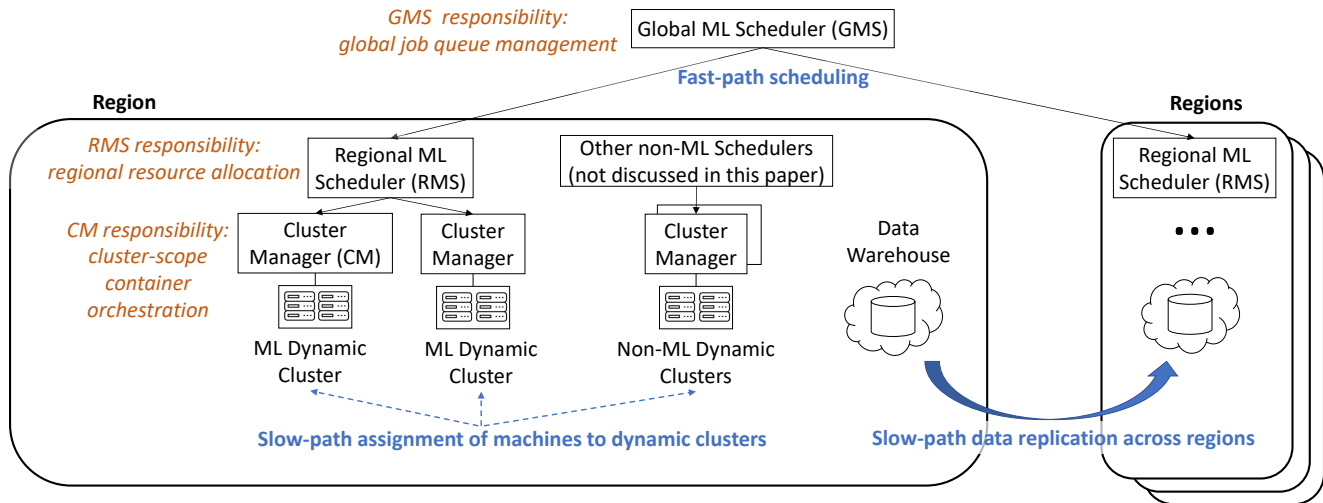 GMS responsibility:
global job queue management
Global ML Scheduler (GMS)
Fast-path scheduling
Region
Regions
RMS responsibility:
regional resource allocation
Regional ML
Scheduler (RMS)
Other non-ML Schedulers
(not discussed in this paper)
Regional ML
Scheduler (RMS)
CM responsibility:
cluster-scope
container
orchestration
Cluster
Manager (CM)
Cluster
Manager
Cluster
Manager
Data
Warehouse
...
ML Dynamic
Cluster
ML Dynamic
Cluster
Non-ML Dynamic
Clusters
Slow-path assignment of machines to dynamic clusters
Slow-path data replication across regions